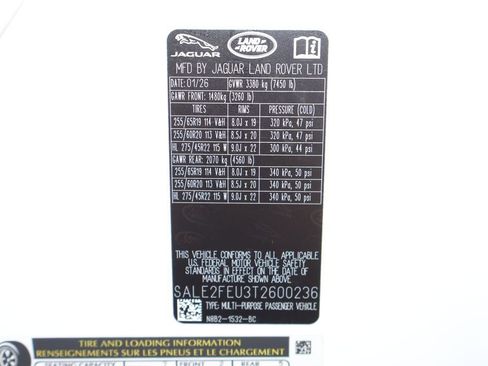 JAGUAR
LAND ROVER
MFD BY JAGUAR LAND ROVER LTD
DATE: 01/26 GVWR 3380 kg (7450 lb)
GAWR FRONT: 1480kg (3260 lb)
TIRES RIMS PRESSURE (COLD)
255/65R19 114 V&H 8.0J x 19 320 kPa, 47 psi
255/60R20 113 V&H 8.5J x 20 320 kPa, 47 psi
HL 275/45R22 115 W 9.0J x 22 300 kPa, 44 psi
GAWR REAR: 2070 kg (4560 lb)
255/65R19 114 V&H 8.0J x 19 340 kPa, 50 psi
255/60R20 113 V&H 8.5J x 20 340 kPa, 50 psi
HL 275/45R22 115 W 9.0J x 22 340 kPa, 50 psi
THIS VEHICLE CONFORMS TO ALL APPLICABLE
U.S. FEDERAL MOTOR VEHICLE SAFETY
STANDARDS IN EFFECT ON THE DATE OF
MANUFACTURE SHOWN ABOVE
SALE2FEU3T2600236
TYPE: MULTI-PURPOSE PASSENGER VEHICLE
N8B2-1532-BC
TIRE AND LOADING INFORMATION
RENSEIGNEMENTS SUR LES PNEUS ET LE CHARGEMENT
SEATING CAPACITY FRONT REAR